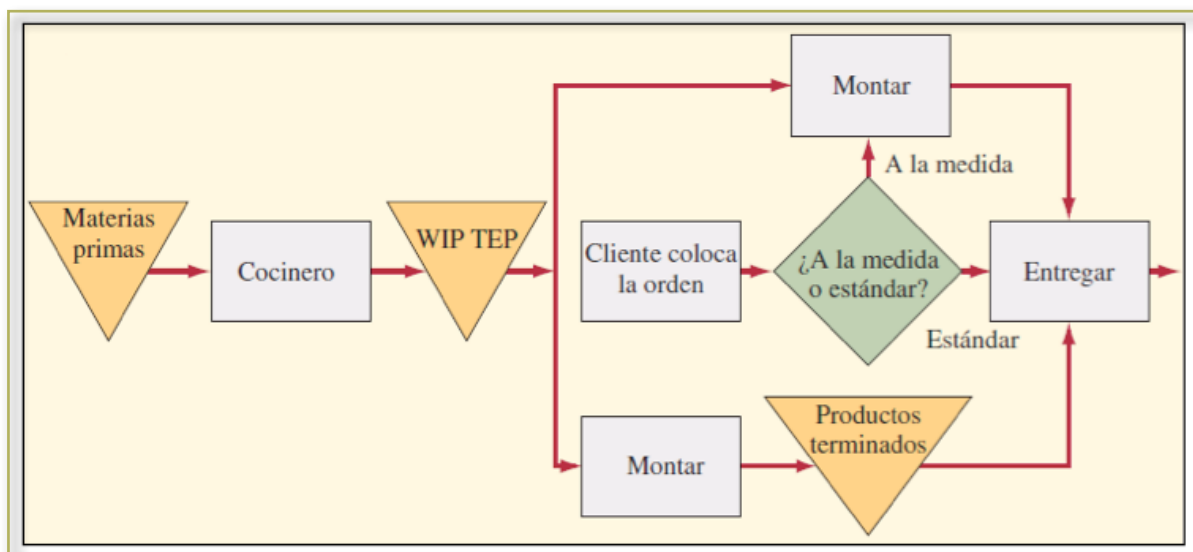 Montar
A la medida
Materias
primas
Cocinero
WIP TEP
Cliente coloca
la orden
¿A la medida
o estándar?
Entregar
Estándar
Montar
Productos
terminados